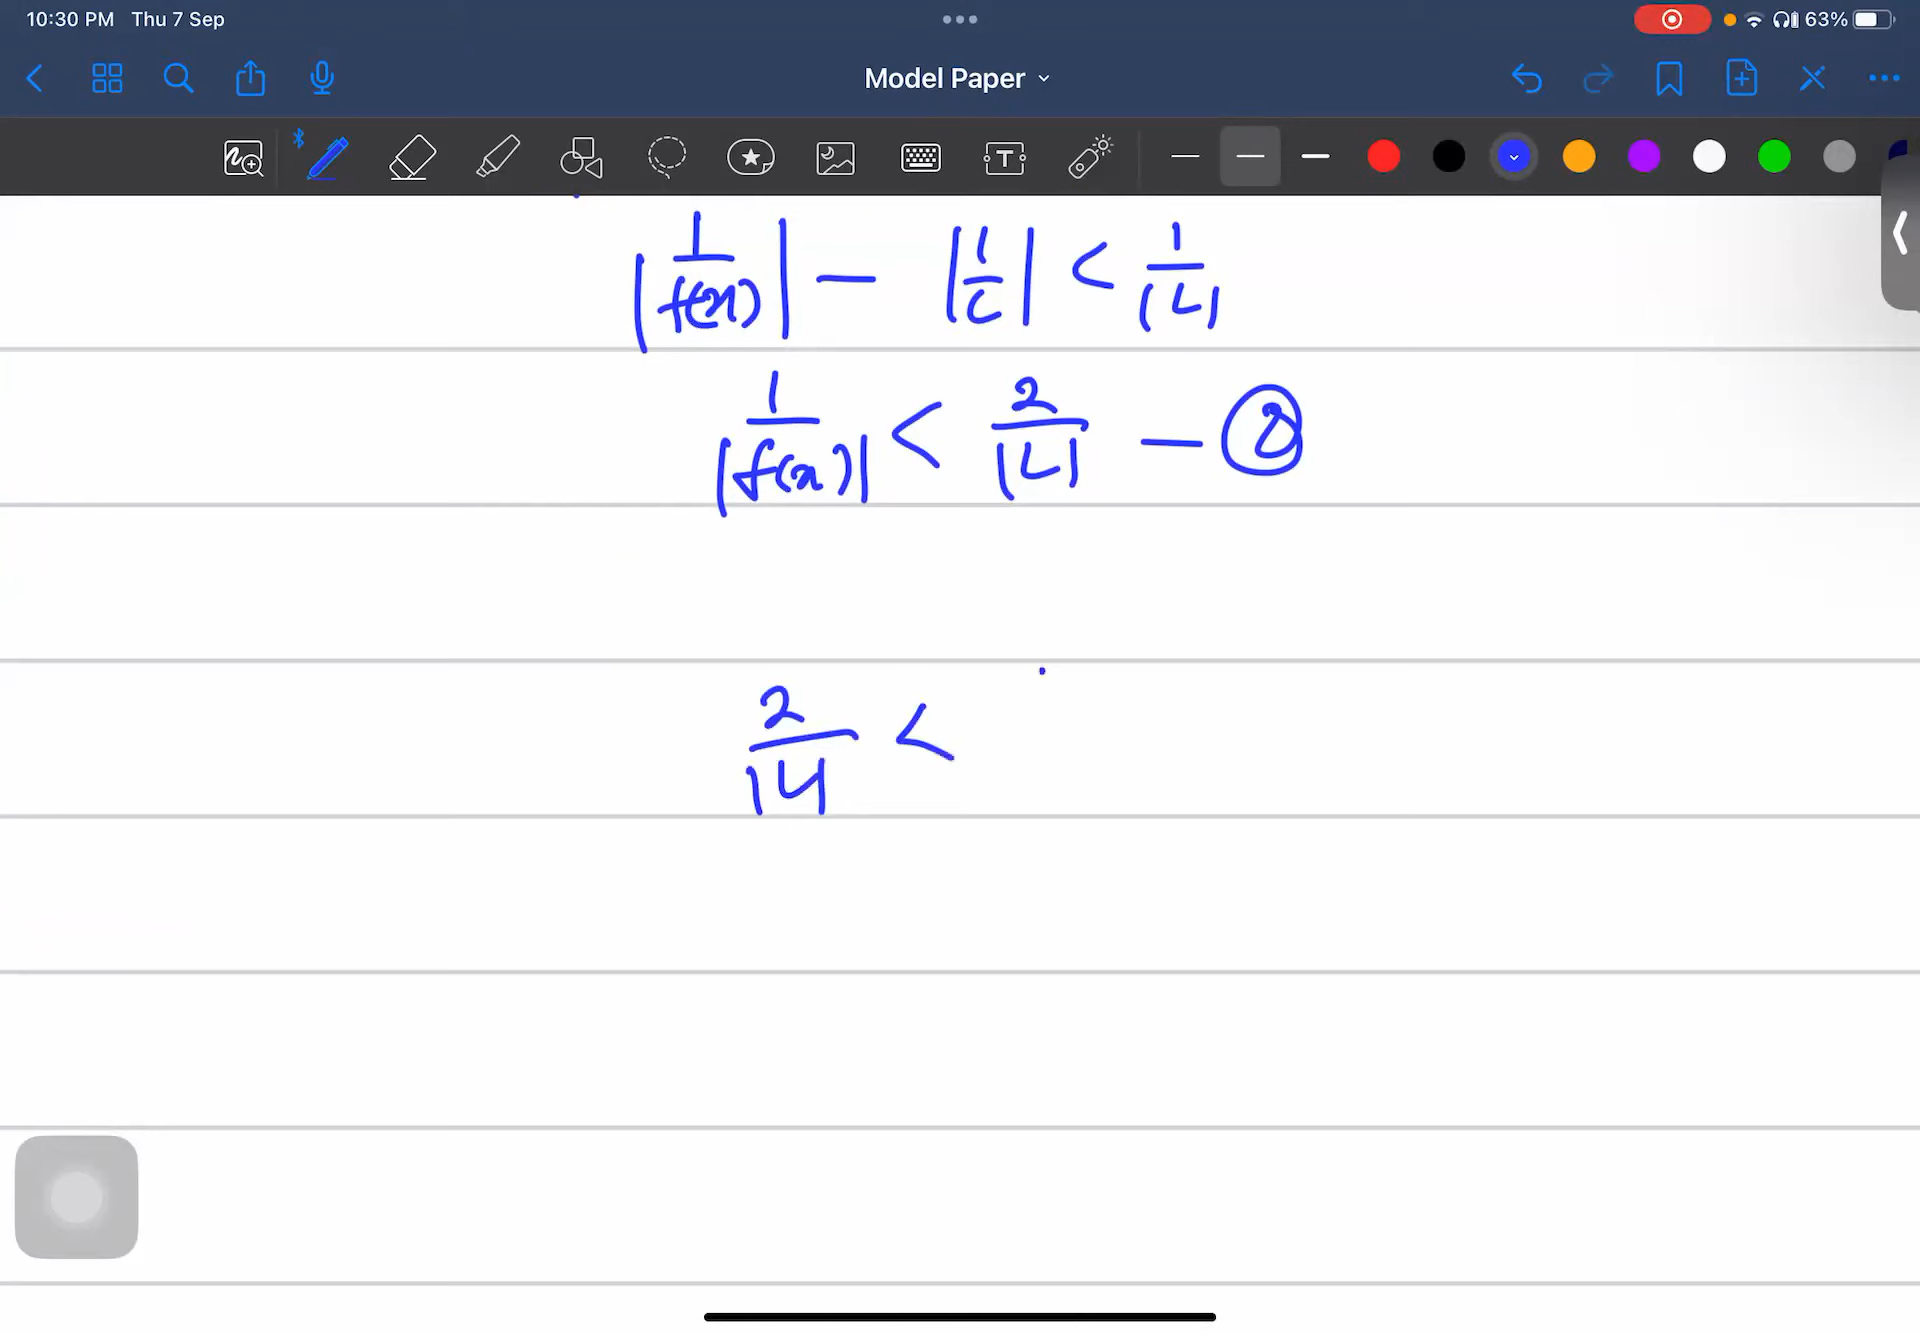 10:30 PM Thu 7 Sep
63%
Model Paper
T
|1/f(x)| − |1/L| < 1/|L|
1/|f(x)| < 2/|L| — ②
2/|L| <